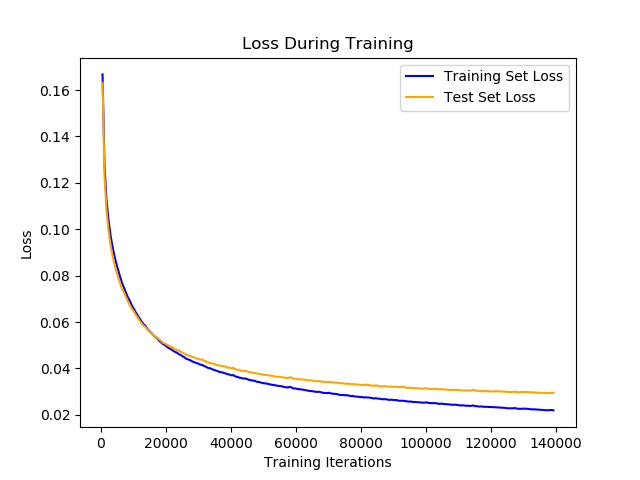 Loss During Training
Training Set Loss
Test Set Loss
0.16
0.14
0.12
0.10
0.08
0.06
0.04
0.02
Loss
0 20000 40000 60000 80000 100000 120000 140000
Training Iterations